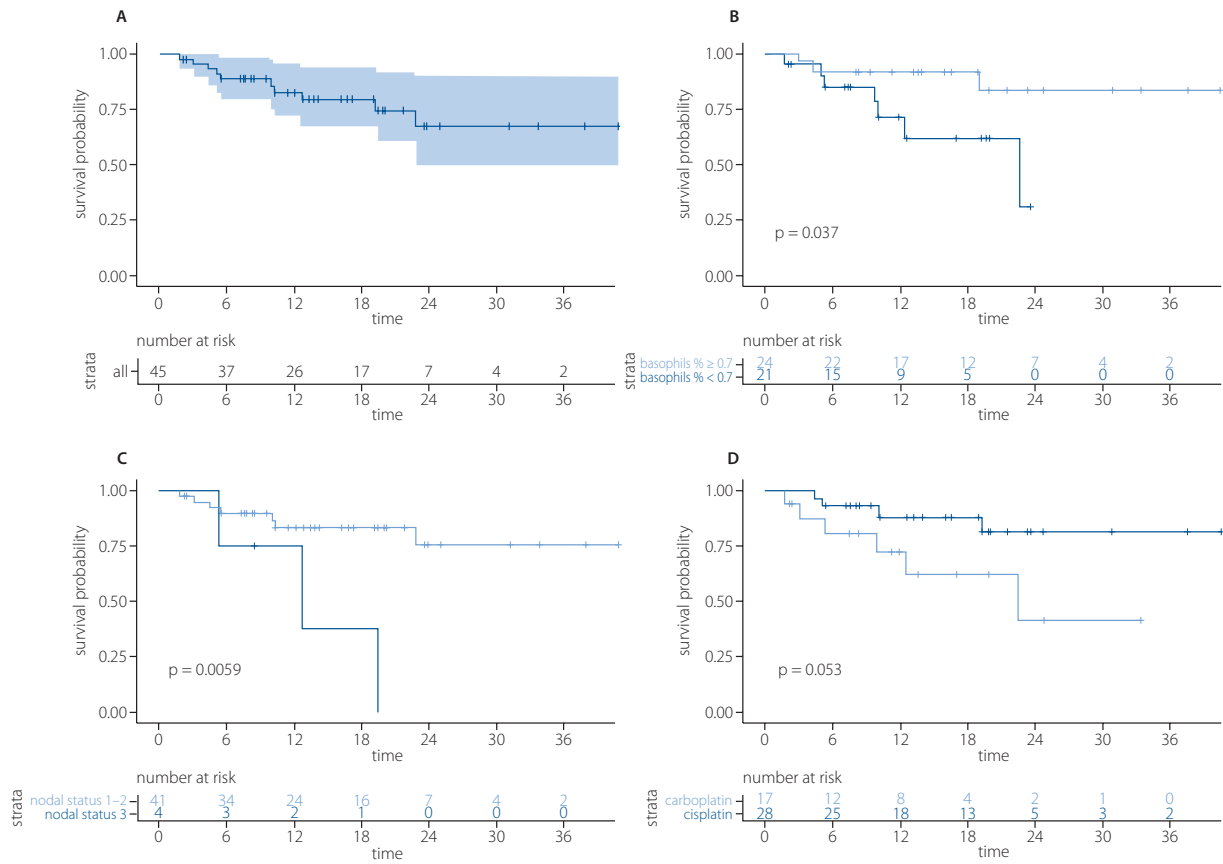 A
survival probability
1.00
0.75
0.50
0.25
0.00
0 6 12 18 24 30 36
time
number at risk
strata
all 45 37 26 17 7 4 2
0 6 12 18 24 30 36
time
B
survival probability
1.00
0.75
0.50
0.25
0.00
p = 0.037
0 6 12 18 24 30 36
time
number at risk
strata
basophils % ≥ 0.7 24 22 17 12 7 4 2
basophils % < 0.7 21 15 9 5 0 0 0
0 6 12 18 24 30 36
time
C
survival probability
1.00
0.75
0.50
0.25
0.00
p = 0.0059
0 6 12 18 24 30 36
time
number at risk
strata
nodal status 1–2 41 34 24 16 7 4 2
nodal status 3 4 3 2 1 0 0 0
0 6 12 18 24 30 36
time
D
survival probability
1.00
0.75
0.50
0.25
0.00
p = 0.053
0 6 12 18 24 30 36
time
number at risk
strata
carboplatin 17 12 8 4 2 1 0
cisplatin 28 25 18 13 5 3 2
0 6 12 18 24 30 36
time